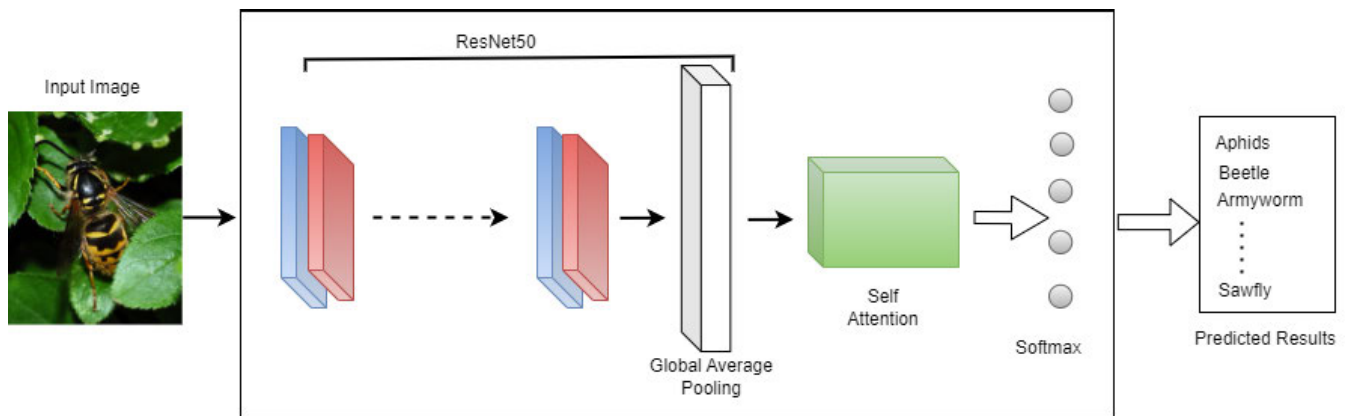 ResNet50
Input Image
Global Average
Pooling
Self
Attention
Softmax
Aphids
Beetle
Armyworm
Sawfly
Predicted Results